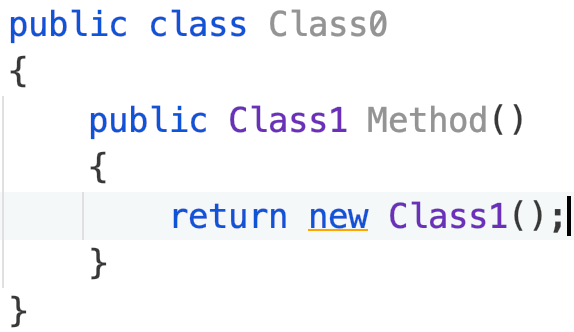 public class Class0
{
    public Class1 Method()
    {
        return new Class1();
    }
}